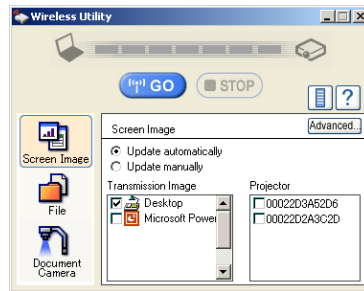 Wireless Utility
GO
STOP
?
Screen Image
Advanced...
Update automatically
Update manually
Transmission Image
Projector
Desktop
Microsoft Power
00022D3A52D6
00022D2A3C2D
Screen Image
File
Document
Camera